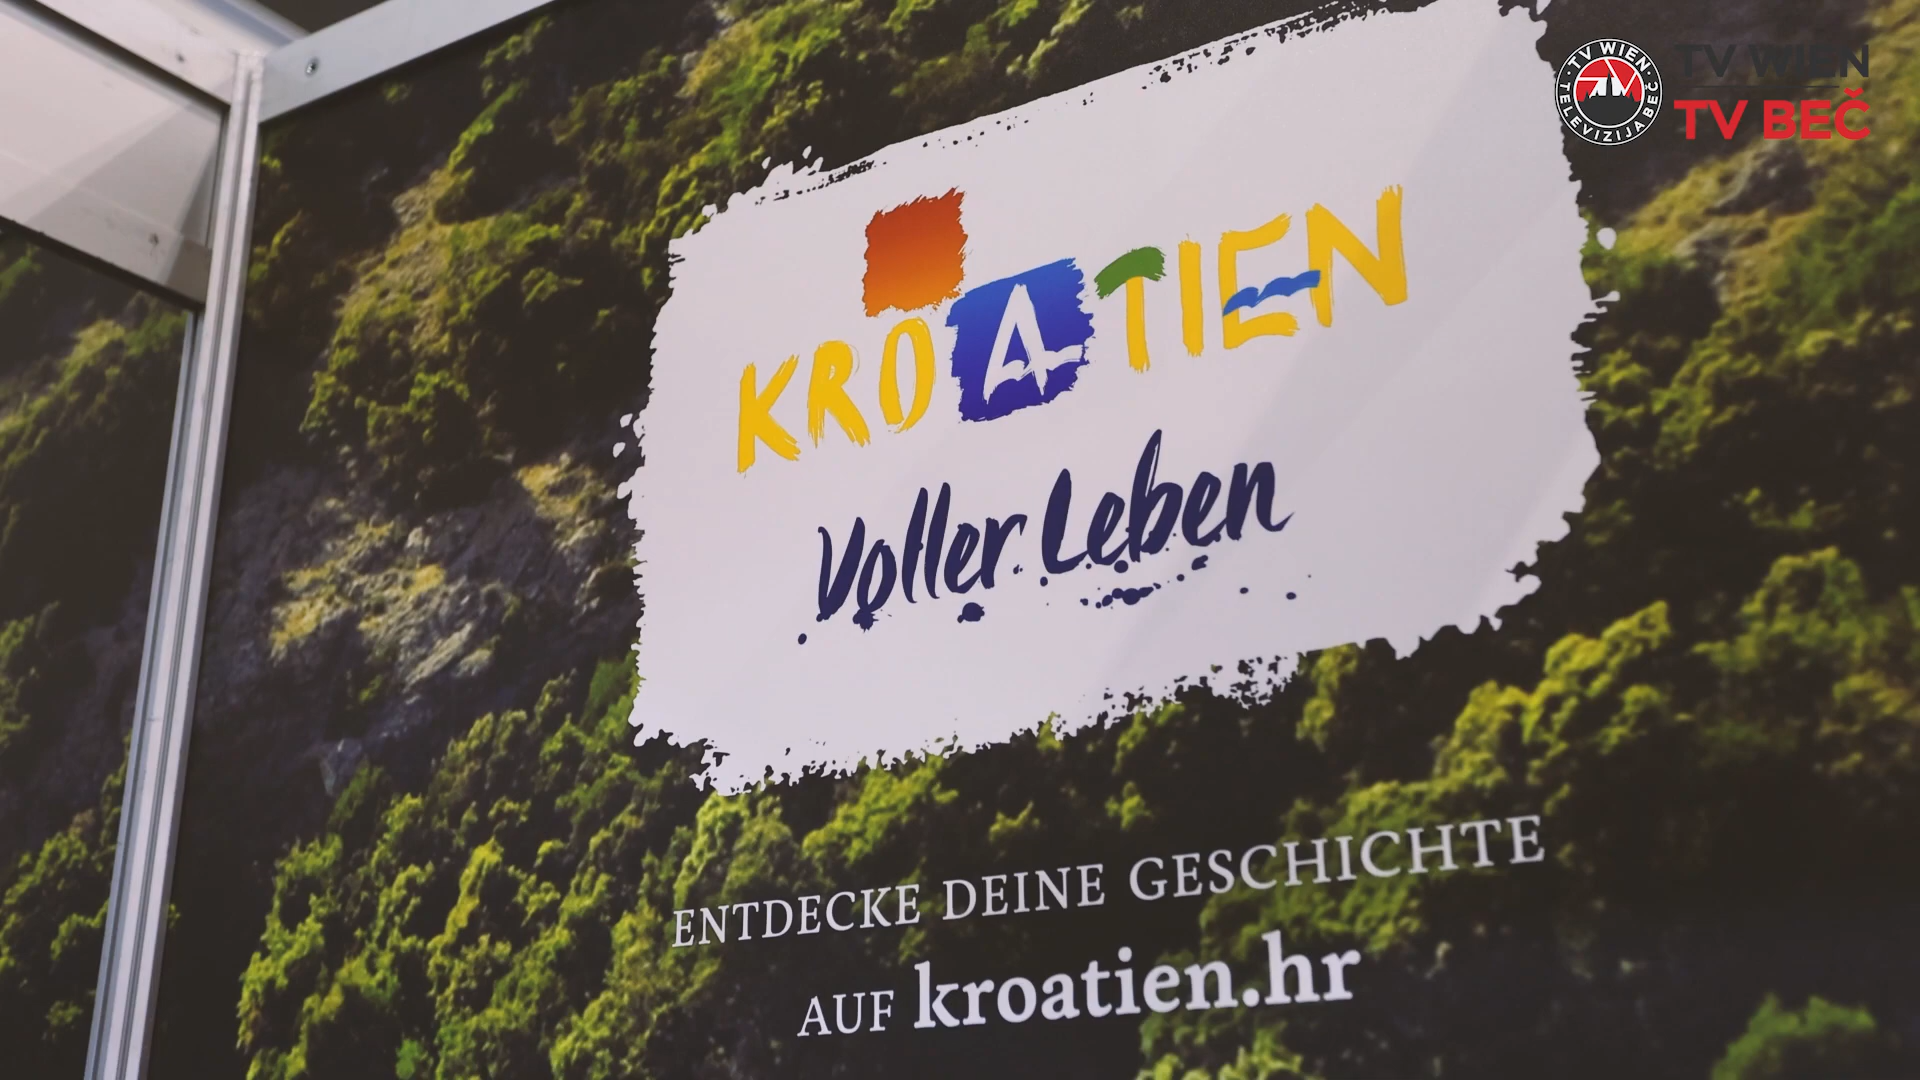 TV WIEN
TELEVIZIJA BEČ
TV WIEN
TV BEČ
KROATIEN
Voller Leben
ENTDECKE DEINE GESCHICHTE
AUF kroatien.hr